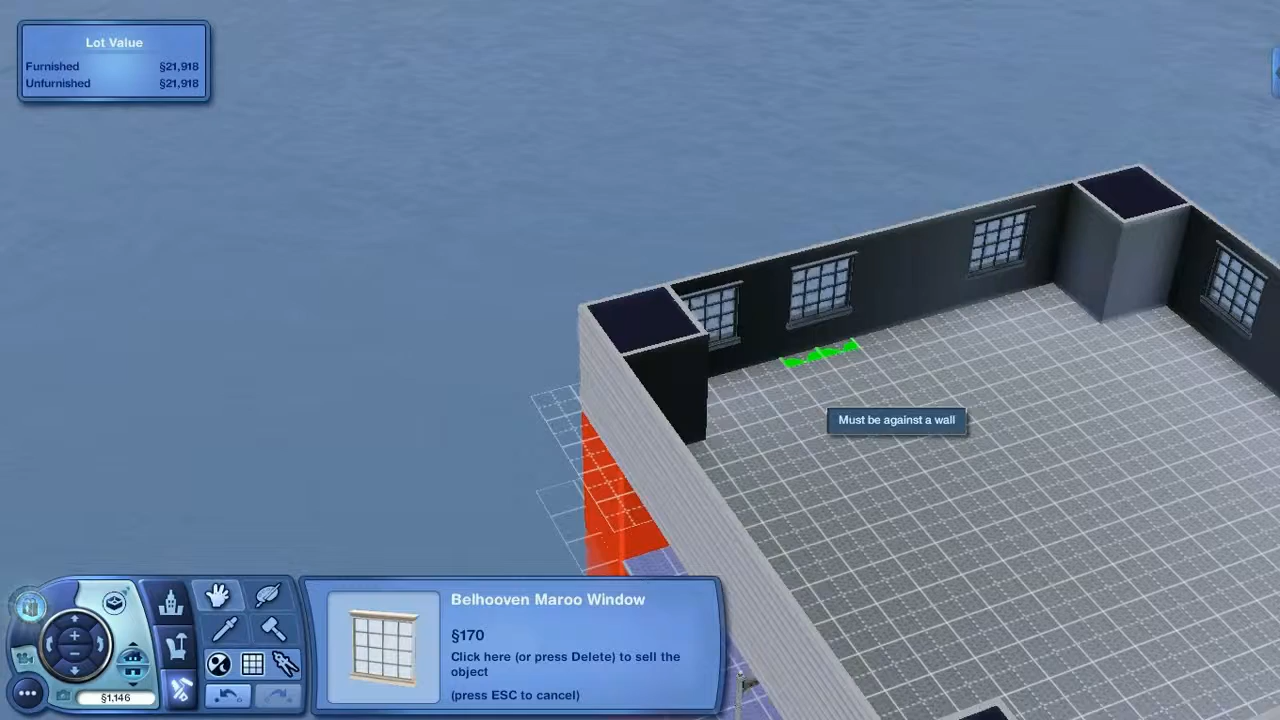 Lot Value
Furnished §21,918
Unfurnished §21,918
Must be against a wall
Belhooven Maroo Window
§170
Click here (or press Delete) to sell the
object
(press ESC to cancel)
§1,146